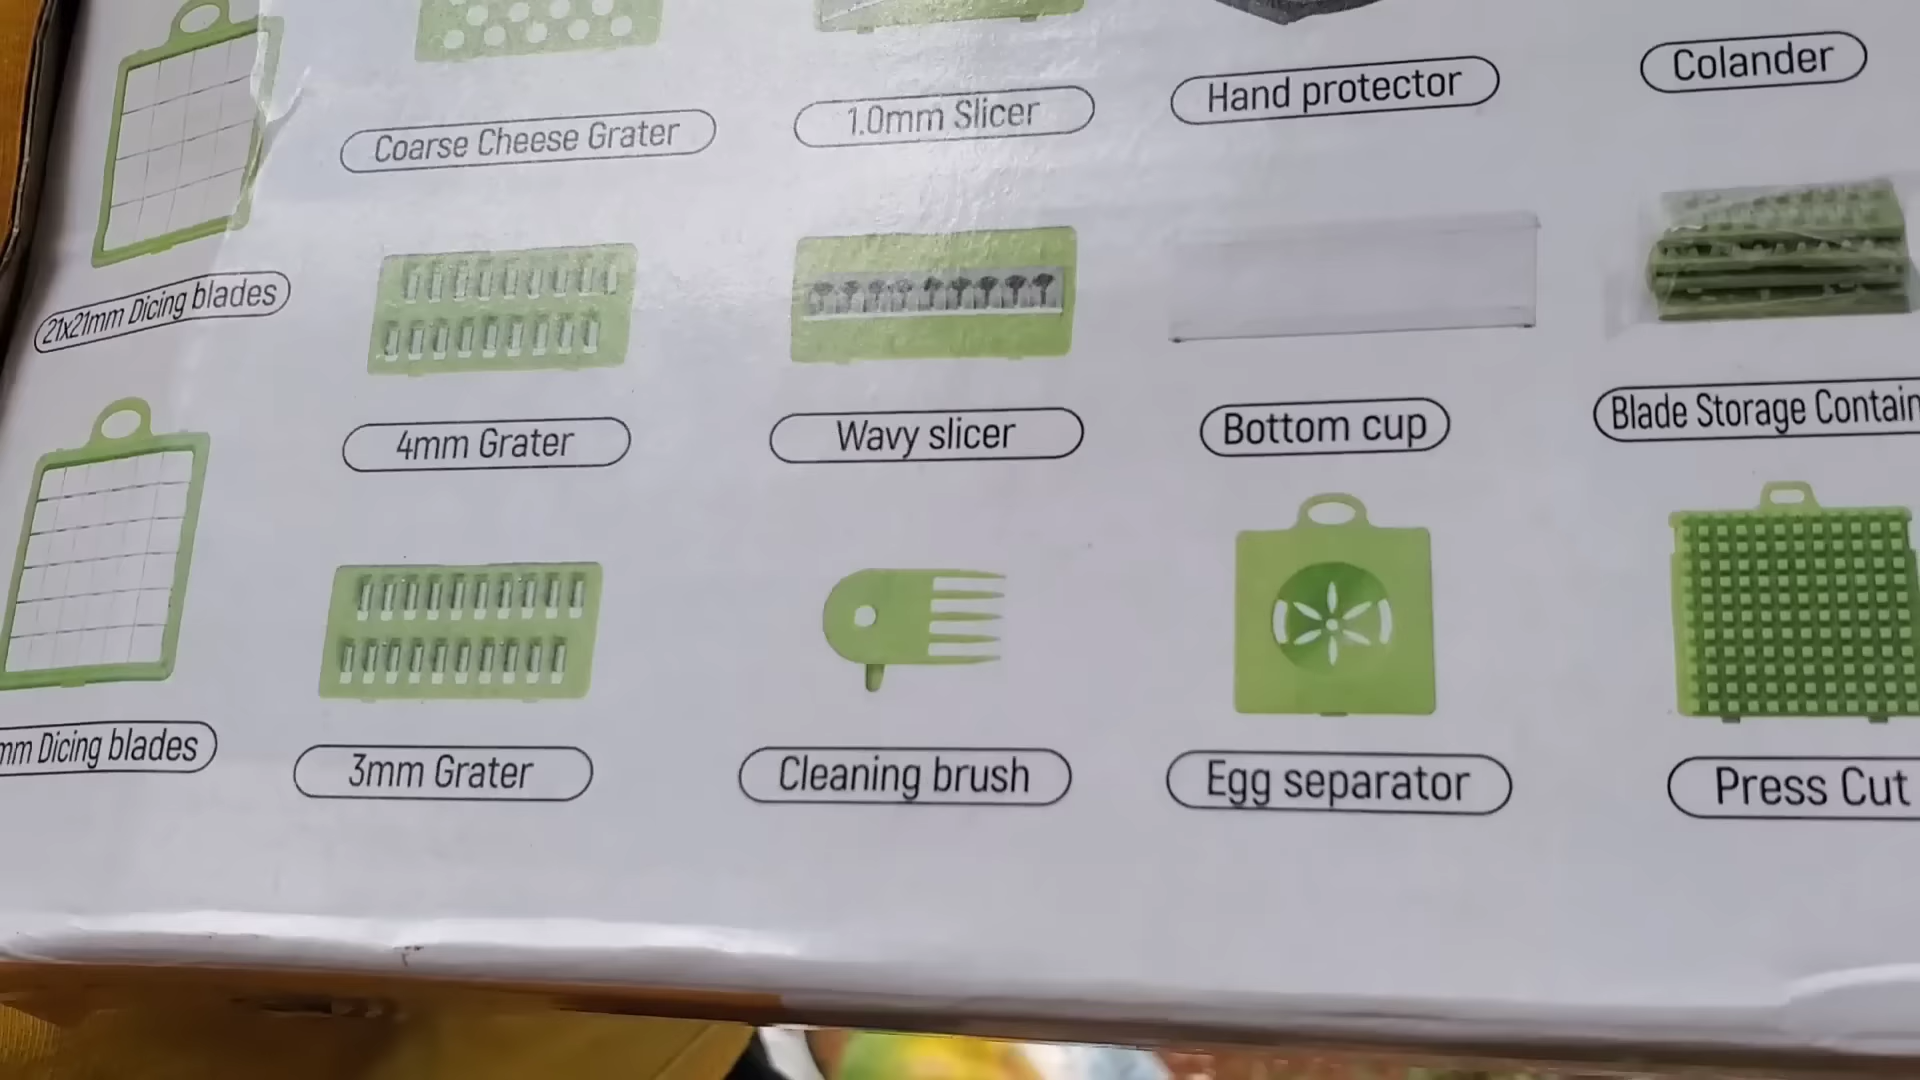 Coarse Cheese Grater
1.0mm Slicer
Hand protector
Colander
21x21mm Dicing blades
4mm Grater
Wavy slicer
Bottom cup
Blade Storage Contain
mm Dicing blades
3mm Grater
Cleaning brush
Egg separator
Press Cut